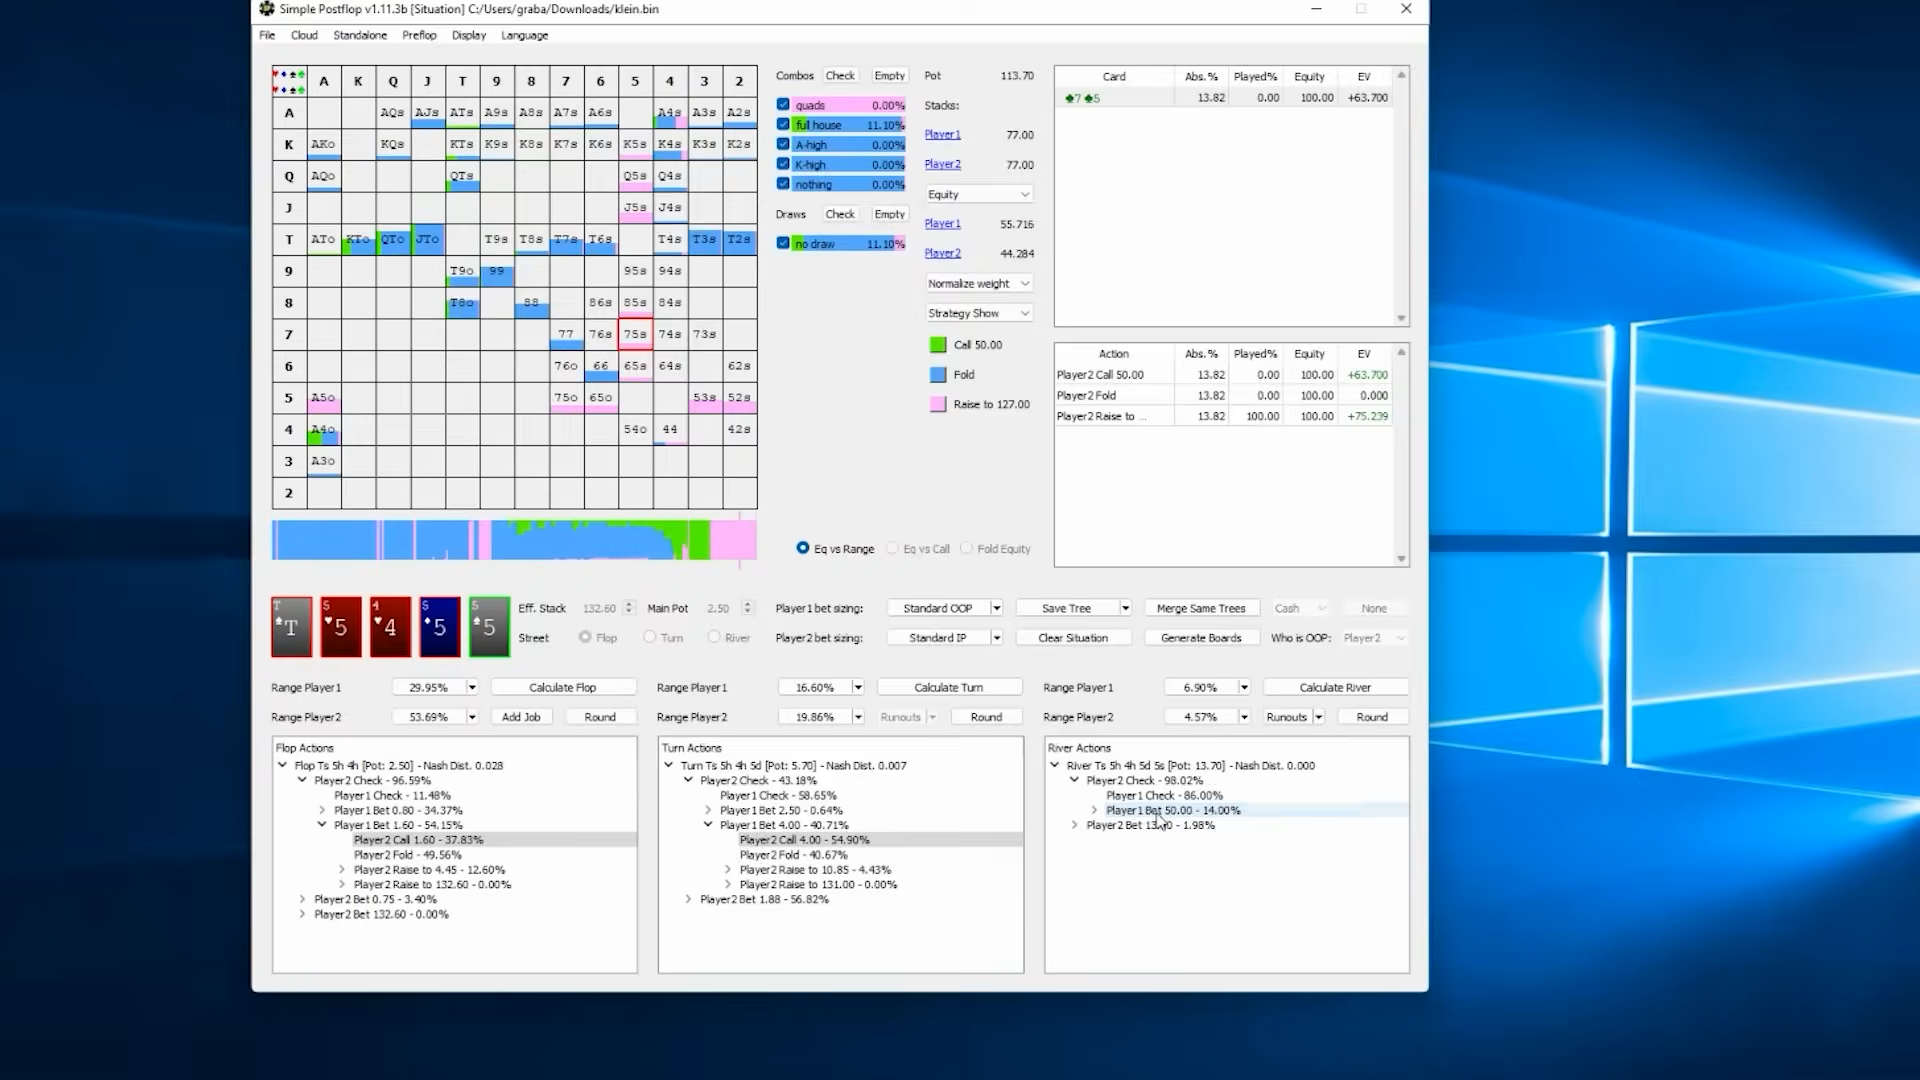 Simple Postflop v1.11.3b [Situation] C:/Users/graba/Downloads/klein.bin
File Cloud Standalone Preflop Display Language
A K Q J T 9 8 7 6 5 4 3 2
A AQs AJs ATs A9s A8s A7s A6s A4s A3s A2s
K AKo KQs KTs K9s K8s K7s K6s K5s K4s K3s K2s
Q AQo QTs Q5s Q4s
J J5s J4s
T ATo KTo QTo JTo T9s T8s T7s T6s T4s T3s T2s
9 T9o 99 95s 94s
8 T8o 88 86s 85s 84s
7 77 76s 75s 74s 73s
6 76o 66 65s 64s 62s
5 A5o 75o 65o 53s 52s
4 A4o 54o 44 42s
3 A3o
2
Combos Check Empty
quads 0.00%
full house 11.10%
A-high 0.00%
K-high 0.00%
nothing 0.00%
Draws Check Empty
no draw 11.10%
Pot 113.70
Stacks:
Player1 77.00
Player2 77.00
Equity
Player1 55.716
Player2 44.284
Normalize weight
Strategy Show
Call 50.00
Fold
Raise to 127.00
Eq vs Range Eq vs Call Fold Equity
Card Abs.% Played% Equity EV
♣7 ♣5 13.82 0.00 100.00 +63.700
Action Abs.% Played% Equity EV
Player2 Call 50.00 13.82 0.00 100.00 +63.700
Player2 Fold 13.82 0.00 100.00 0.000
Player2 Raise to ... 13.82 100.00 100.00 +75.239
T ♠T
5 ♥5
4 ♥4
5 ♦5
5 ♠5
Eff. Stack 132.60 Main Pot 2.50 Player1 bet sizing: Standard OOP Save Tree Merge Same Trees Cash None
Street Flop Turn River Player2 bet sizing: Standard IP Clear Situation Generate Boards Who is OOP: Player2
Range Player1 29.95% Calculate Flop
Range Player2 53.69% Add Job Round
Flop Actions
Flop Ts 5h 4h [Pot: 2.50] - Nash Dist. 0.028
Player2 Check - 96.59%
Player1 Check - 11.48%
Player1 Bet 0.80 - 34.37%
Player1 Bet 1.60 - 54.15%
Player2 Call 1.60 - 37.83%
Player2 Fold - 49.56%
Player2 Raise to 4.45 - 12.60%
Player2 Raise to 132.60 - 0.00%
Player2 Bet 0.75 - 3.40%
Player2 Bet 132.60 - 0.00%
Range Player1 16.60% Calculate Turn
Range Player2 19.86% Runouts Round
Turn Actions
Turn Ts 5h 4h 5d [Pot: 5.70] - Nash Dist. 0.007
Player2 Check - 43.18%
Player1 Check - 58.65%
Player1 Bet 2.50 - 0.64%
Player1 Bet 4.00 - 40.71%
Player2 Call 4.00 - 54.90%
Player2 Fold - 40.67%
Player2 Raise to 10.85 - 4.43%
Player2 Raise to 131.00 - 0.00%
Player2 Bet 1.88 - 56.82%
Range Player1 6.90% Calculate River
Range Player2 4.57% Runouts Round
River Actions
River Ts 5h 4h 5d 5s [Pot: 13.70] - Nash Dist. 0.000
Player2 Check - 98.02%
Player1 Check - 86.00%
Player1 Bet 50.00 - 14.00%
Player2 Bet - 1.98%